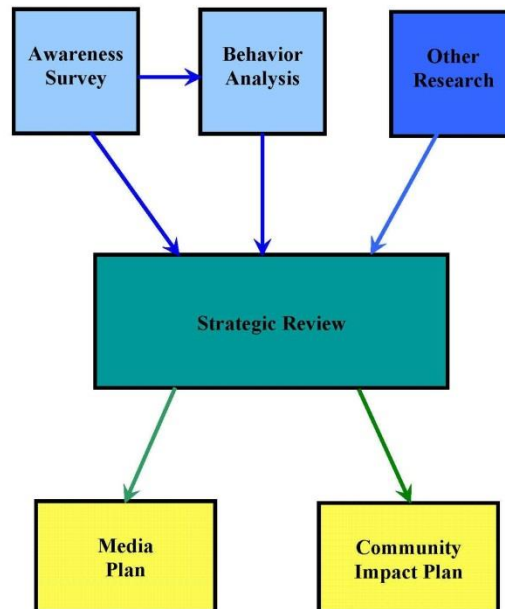 Awareness
Survey
Behavior
Analysis
Other
Research
Strategic Review
Media
Plan
Community
Impact Plan